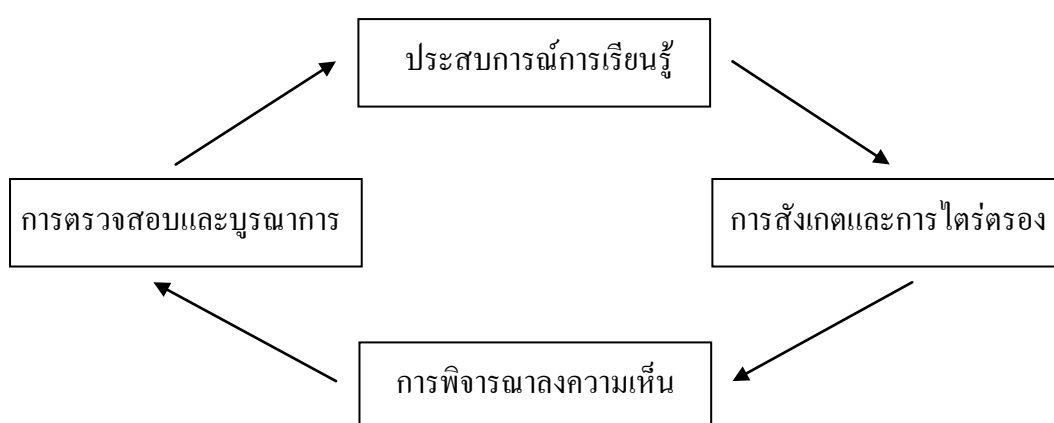 ประสบการณ์การเรียนรู้
การตรวจสอบและบูรณาการ
การสังเกตและการไตร่ตรอง
การพิจารณาลงความเห็น